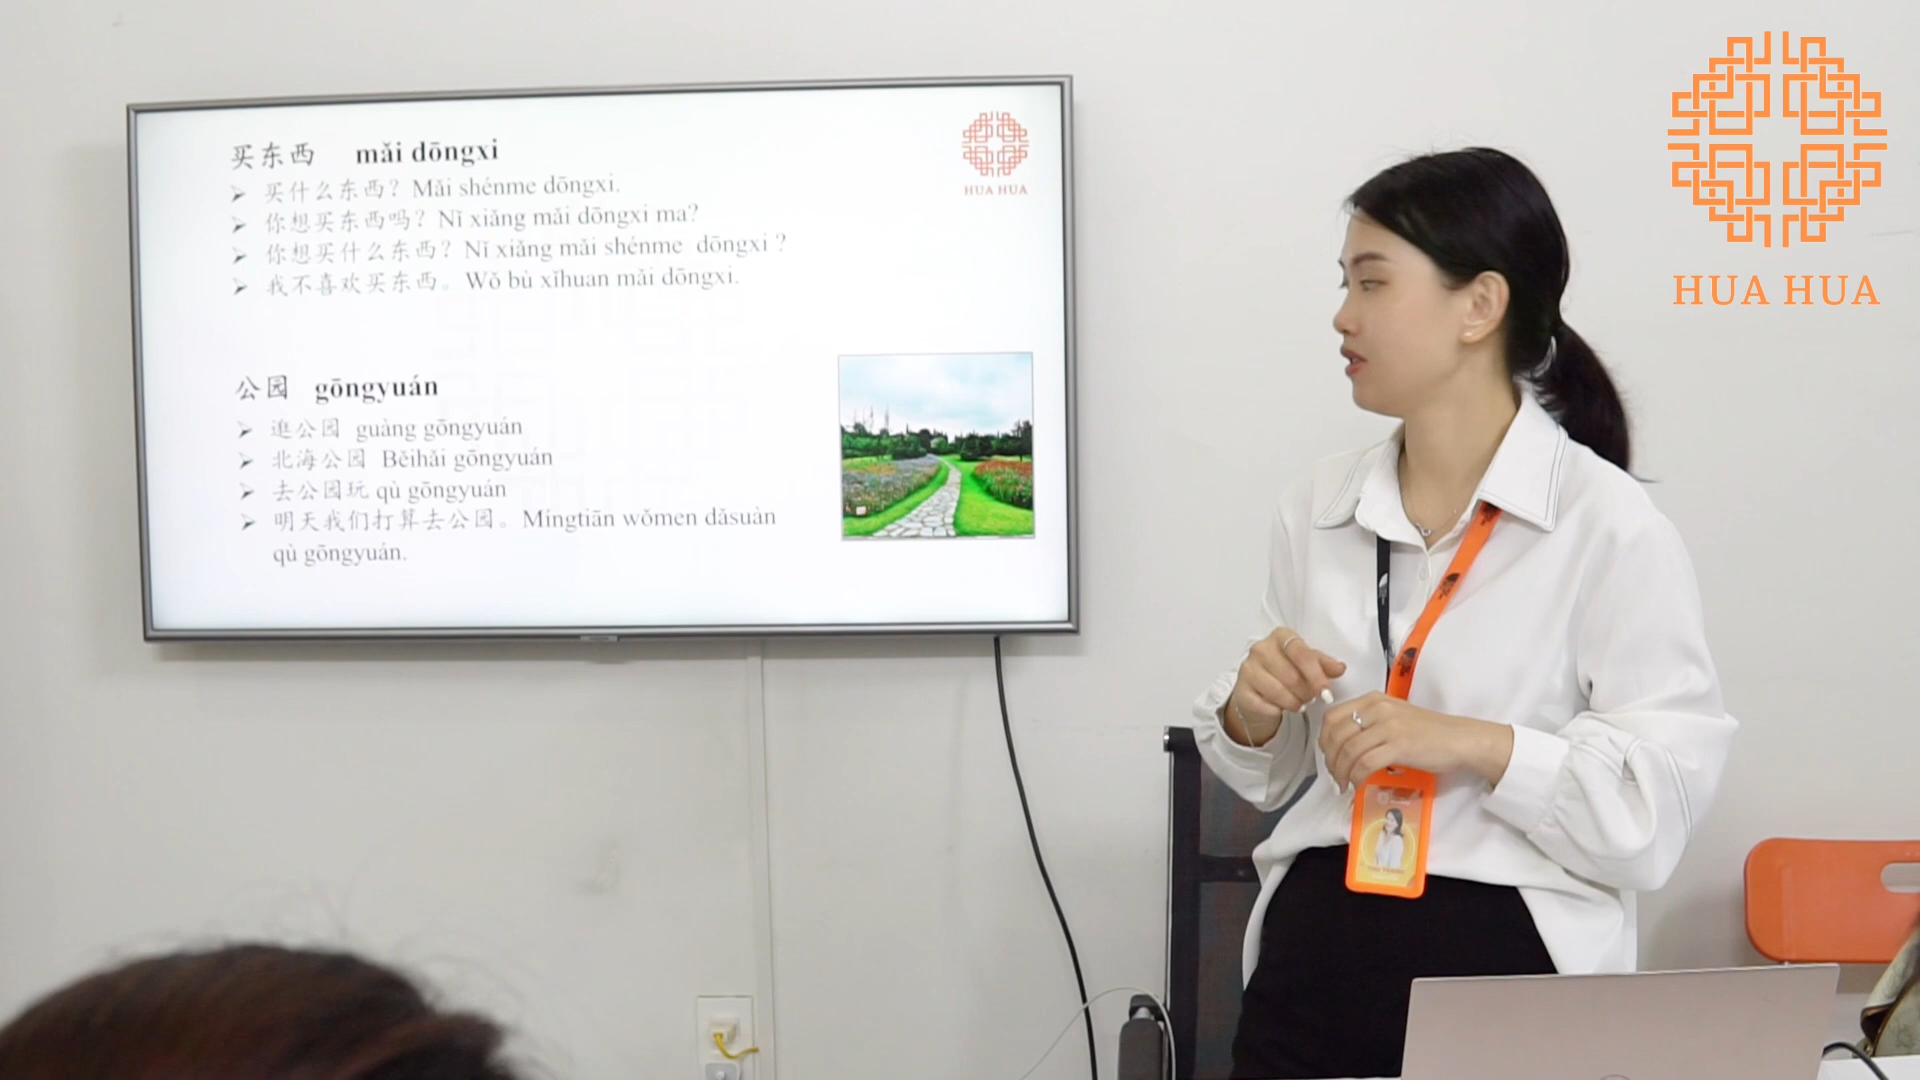 买东西 mǎi dōngxi
买什么东西？Mǎi shénme dōngxi.
你想买东西吗？Nǐ xiǎng mǎi dōngxi ma?
你想买什么东西？Nǐ xiǎng mǎi shénme dōngxi ?
我不喜欢买东西。Wǒ bù xǐhuan mǎi dōngxi.
公园 gōngyuán
逛公园 guàng gōngyuán
北海公园 Běihǎi gōngyuán
去公园玩 qù gōngyuán
明天我们打算去公园。Míngtiān wǒmen dǎsuàn
qù gōngyuán.
HUA HUA
HUA HUA